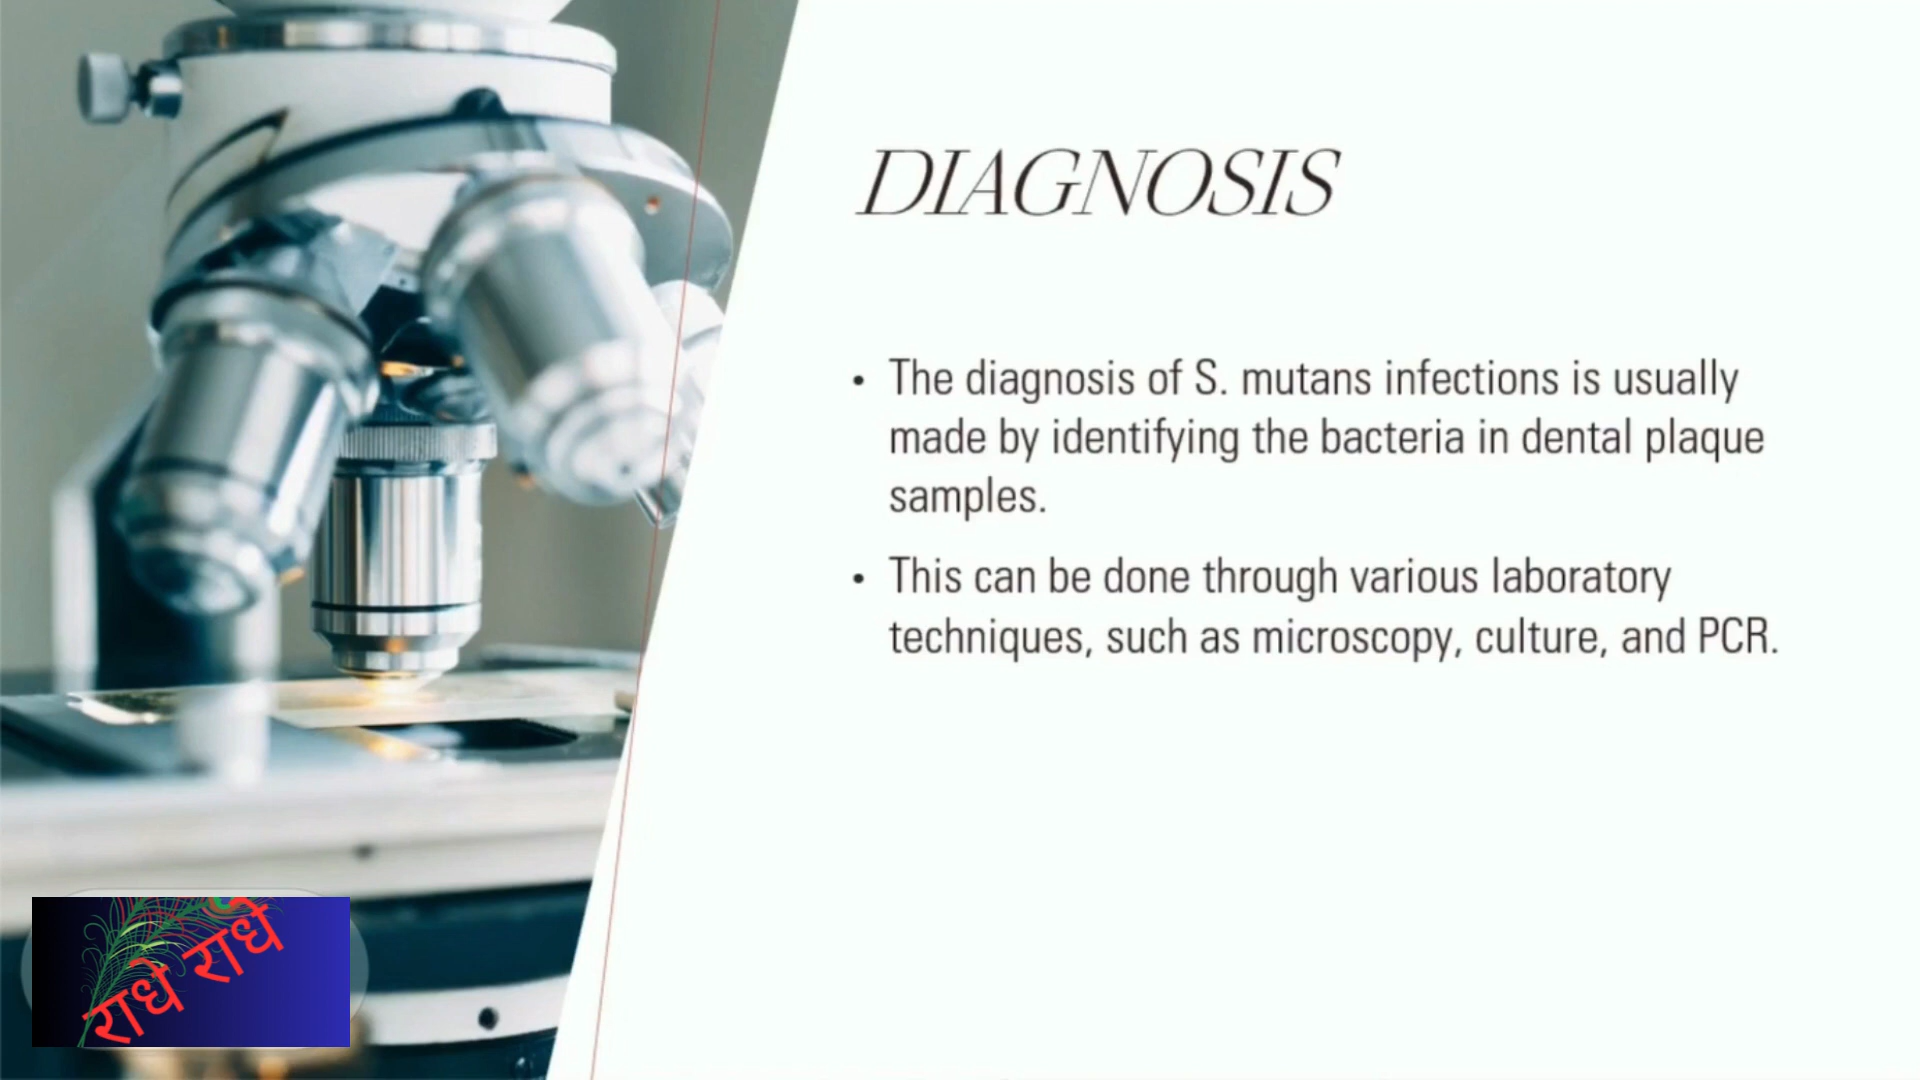 DIAGNOSIS
• The diagnosis of S. mutans infections is usually
made by identifying the bacteria in dental plaque
samples.
• This can be done through various laboratory
techniques, such as microscopy, culture, and PCR.
राधे राधे